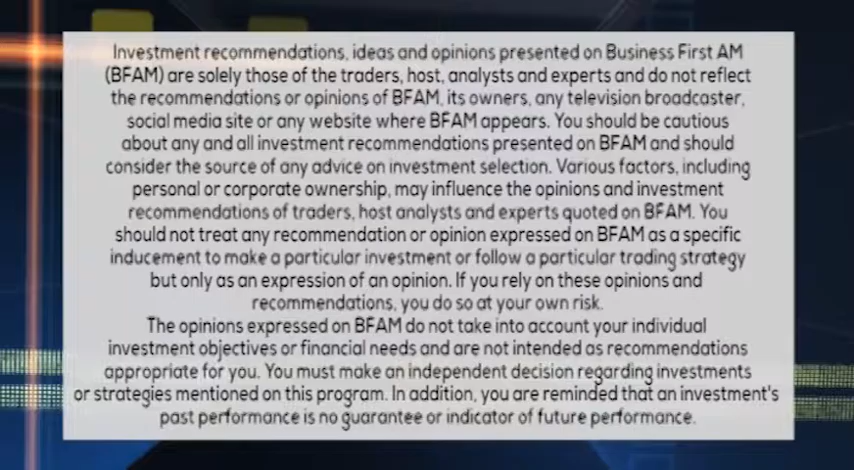 Investment recommendations, ideas and opinions presented on Business First AM
(BFAM) are solely those of the traders, host, analysts and experts and do not reflect
the recommendations or opinions of BFAM, its owners, any television broadcaster,
social media site or any website where BFAM appears. You should be cautious
about any and all investment recommendations presented on BFAM and should
consider the source of any advice on investment selection. Various factors, including
personal or corporate ownership, may influence the opinions and investment
recommendations of traders, host analysts and experts quoted on BFAM. You
should not treat any recommendation or opinion expressed on BFAM as a specific
inducement to make a particular investment or follow a particular trading strategy
but only as an expression of an opinion. If you rely on these opinions and
recommendations, you do so at your own risk.
The opinions expressed on BFAM do not take into account your individual
investment objectives or financial needs and are not intended as recommendations
appropriate for you. You must make an independent decision regarding investments
or strategies mentioned on this program. In addition, you are reminded that an investment's
past performance is no guarantee or indicator of future performance.